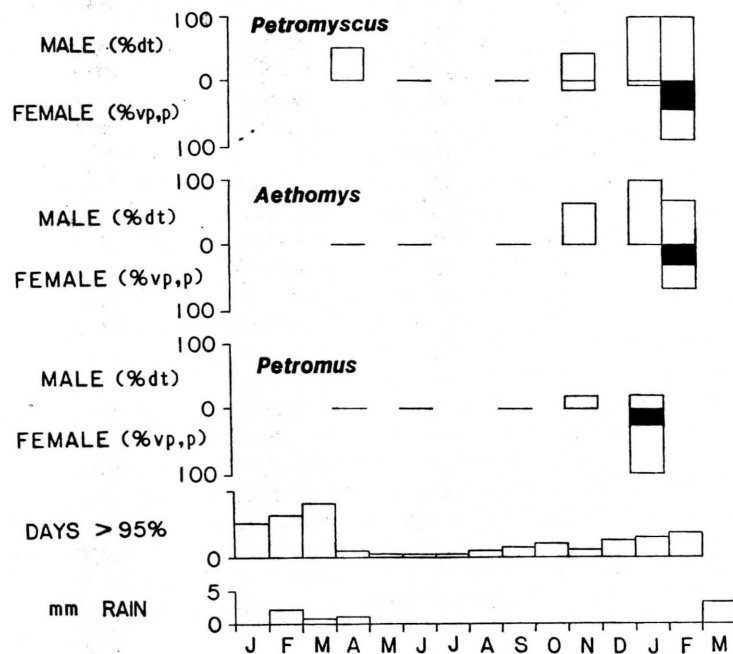 100 Petromyscus
MALE (%dt)
0
FEMALE (%vp,p)
100
100 Aethomys
MALE (%dt)
0
FEMALE (%vp,p)
100
100 Petromus
MALE (%dt)
0
FEMALE (%vp,p)
100
DAYS > 95%
0
5
mm RAIN
0
J F M A M J J A S O N D J F M